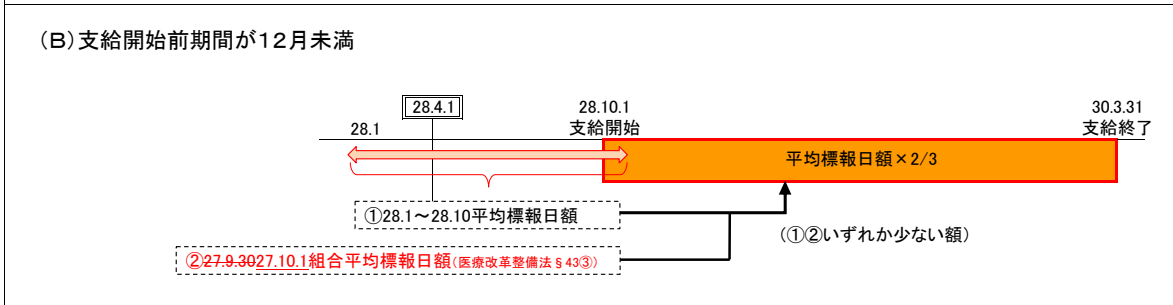 (B)支給開始前期間が12月未満
28.4.1
28.10.1
30.3.31
28.1
支給開始
支給終了
平均標報日額×2/3
①28.1～28.10平均標報日額
(①②いずれか少ない額)
②27.9.3027.10.1組合平均標報日額(医療改革整備法§43③)